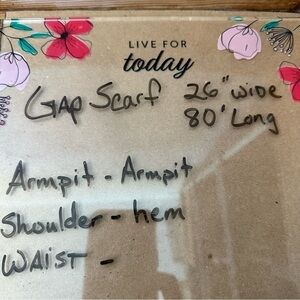 LIVE FOR
today
GAP Scarf 26" wide
80' Long
Armpit - Armpit
Shoulder - hem
WAIST -